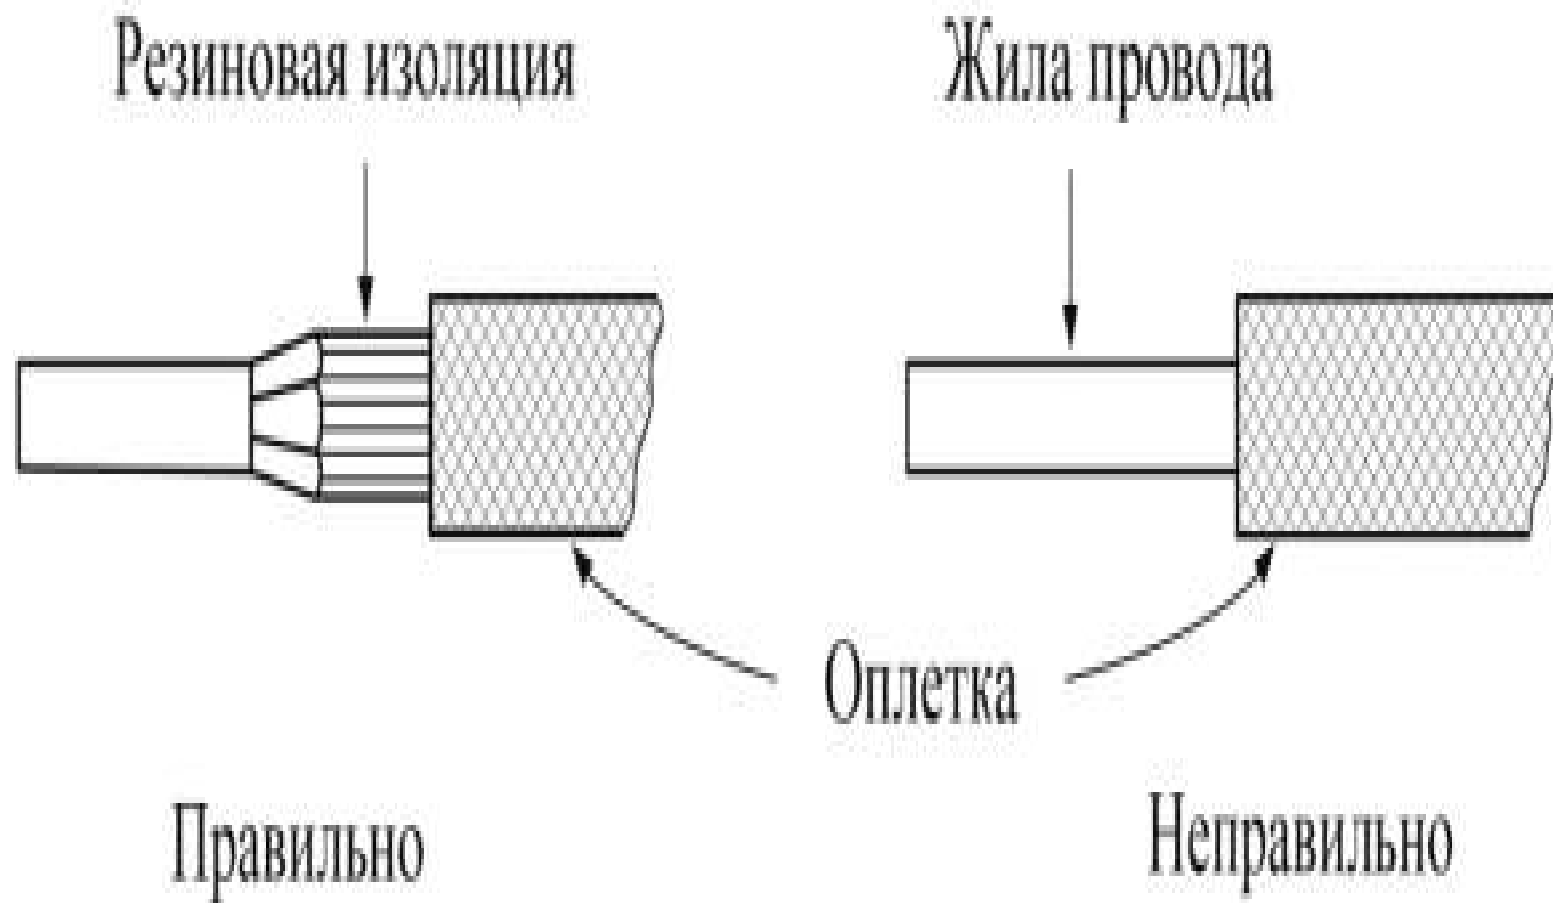 Резиновая изоляция
Жила провода
Оплетка
Правильно
Неправильно